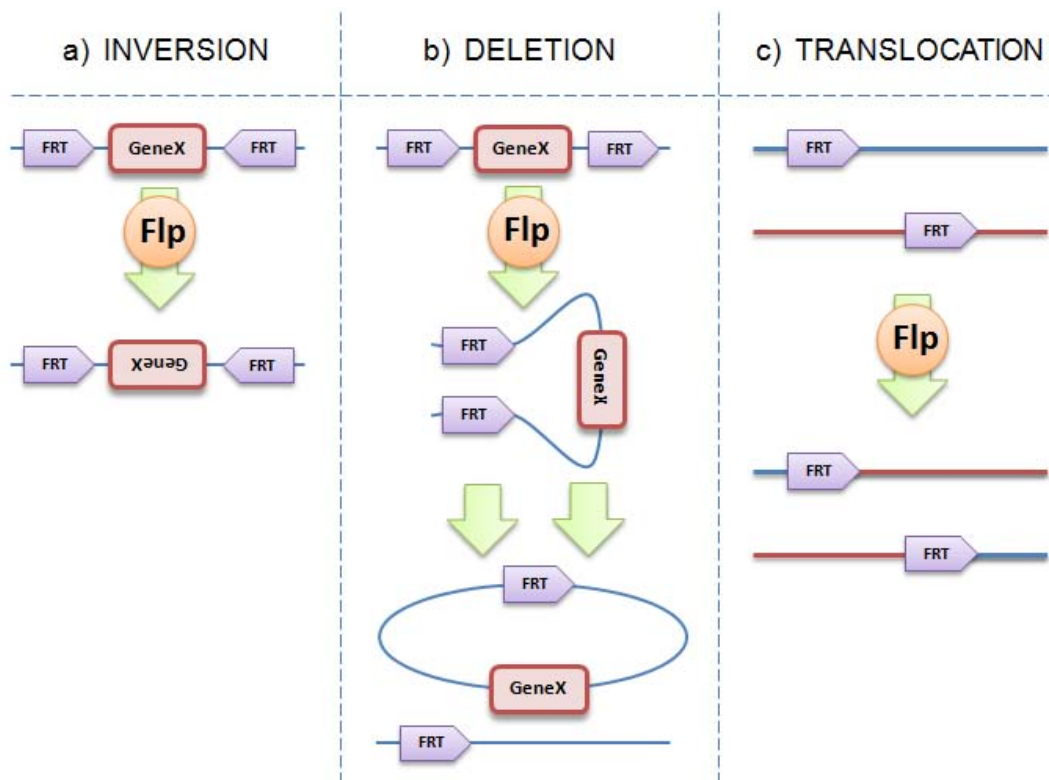 a) INVERSION
FRT GeneX FRT
Flp
FRT GeneX FRT
b) DELETION
FRT GeneX FRT
Flp
FRT
GeneX
FRT
FRT
GeneX
FRT
c) TRANSLOCATION
FRT
FRT
Flp
FRT
FRT